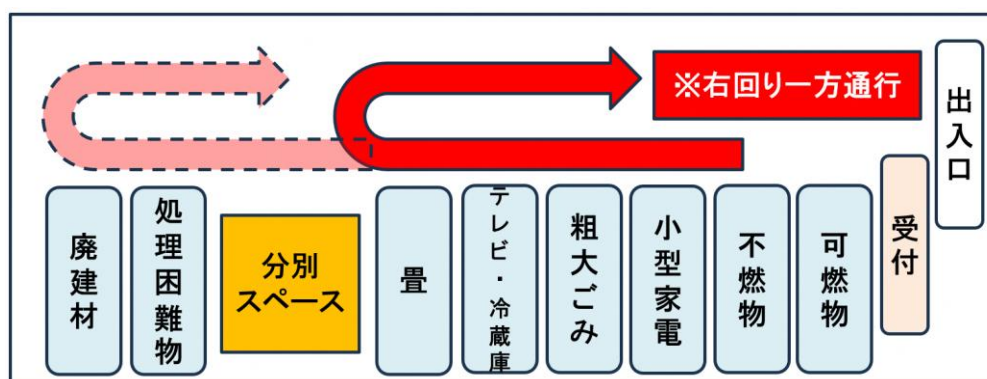 ※右回り一方通行
出入口
受付
可燃物
不燃物
小型家電
粗大ごみ
テレビ・冷蔵庫
畳
分別
スペース
処理困難物
廃建材